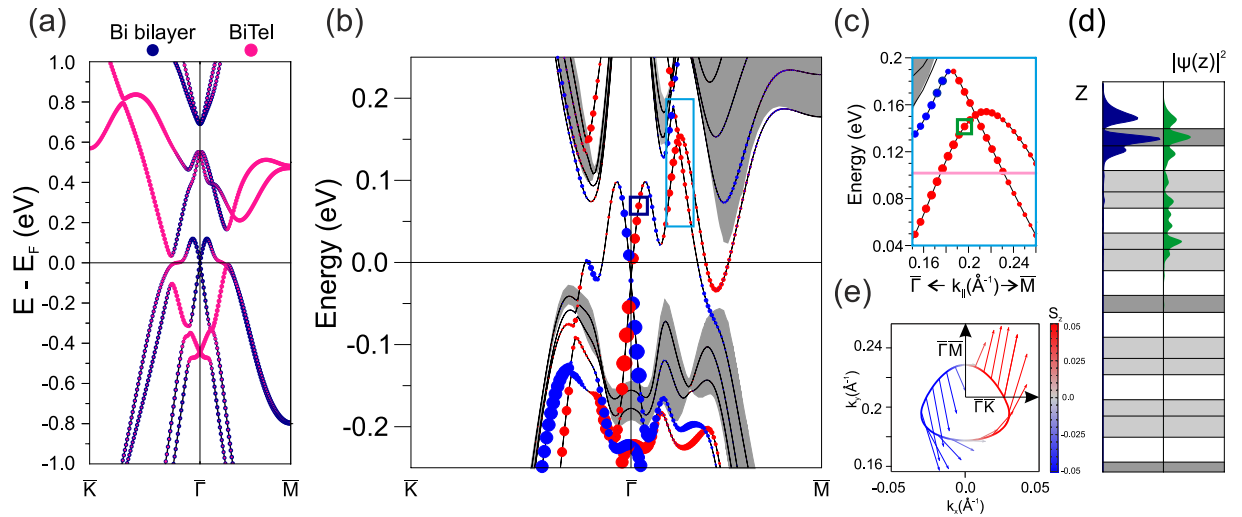 (a)
Bi bilayer BiTeI
E - E_F (eV)
1.0
0.8
0.6
0.4
0.2
0.0
-0.2
-0.4
-0.6
-0.8
-1.0
K̅ Γ̅ M̅
(b)
Energy (eV)
0.2
0.1
0.0
-0.1
-0.2
K̅ Γ̅ M̅
(c)
Energy (eV)
0.2
0.16
0.12
0.08
0.04
0.16 0.2 0.24
Γ̅ ← k∥(Å⁻¹) → M̅
(d)
Z |ψ(z)|²
(e)
k_y(Å⁻¹)
0.24
0.20
0.16
Γ̅M̅
Γ̅K̅
-0.05 0.0 0.05
k_x(Å⁻¹)
S_z
0.05
0.025
0.0
-0.025
-0.05